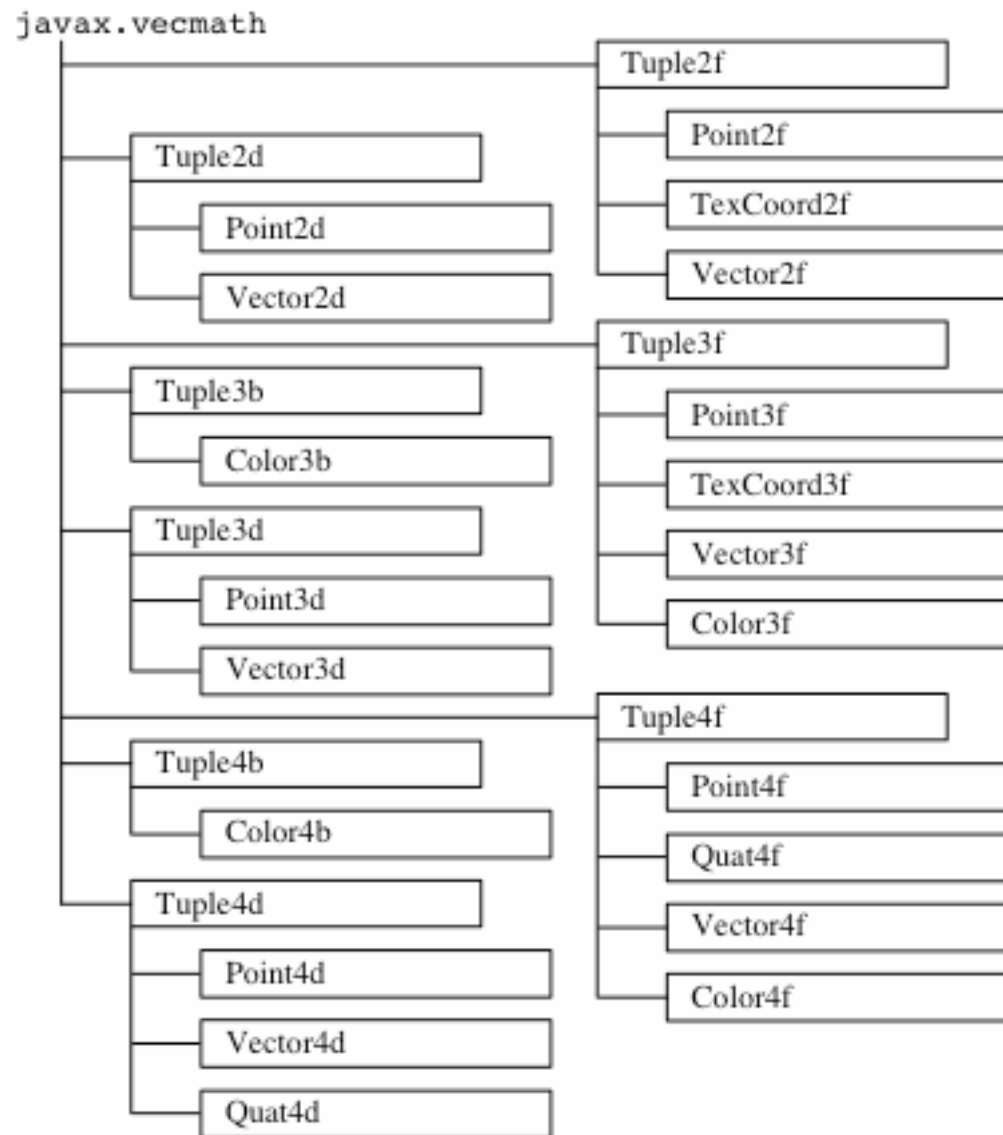 javax.vecmath
Tuple2f
Point2f
TexCoord2f
Vector2f
Tuple2d
Point2d
Vector2d
Tuple3f
Point3f
TexCoord3f
Vector3f
Color3f
Tuple3b
Color3b
Tuple3d
Point3d
Vector3d
Tuple4f
Point4f
Quat4f
Vector4f
Color4f
Tuple4b
Color4b
Tuple4d
Point4d
Vector4d
Quat4d